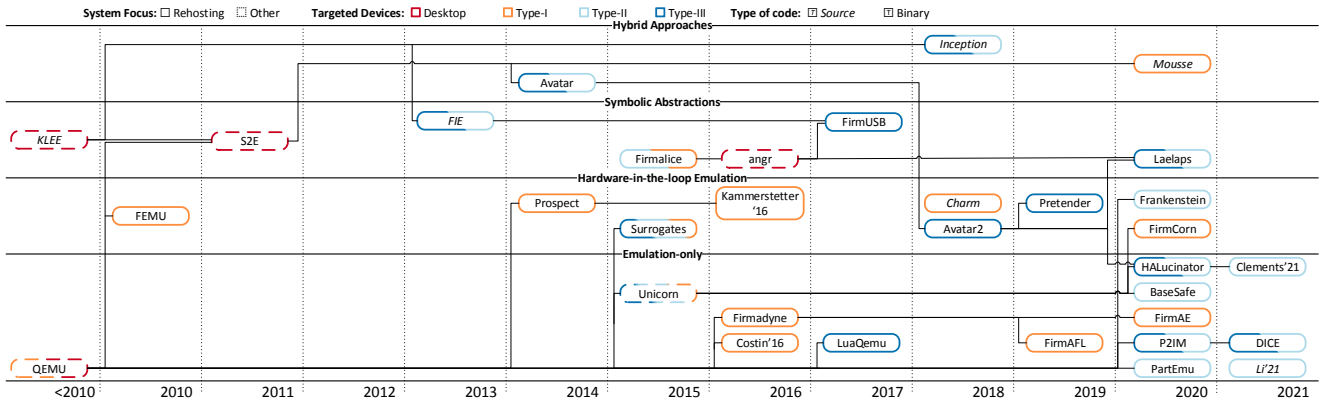 System Focus: Rehosting Other Targeted Devices: Desktop Type-I Type-II Type-III Type of code: Source T Binary
Hybrid Approaches
Inception
Mousse
Avatar
Symbolic Abstractions
FIE
FirmUSB
KLEE
S2E
Firmalice
angr
Laelaps
Hardware-in-the-loop Emulation
Kammerstetter
'16
Prospect
Charm
Pretender
Frankenstein
FEMU
Surrogates
Avatar2
FirmCorn
Emulation-only
HALucinator
Clements'21
Unicorn
BaseSafe
Firmadyne
FirmAE
Costin'16
LuaQemu
FirmAFL
P2IM
DICE
QEMU
PartEmu
Li'21
<2010 2010 2011 2012 2013 2014 2015 2016 2017 2018 2019 2020 2021